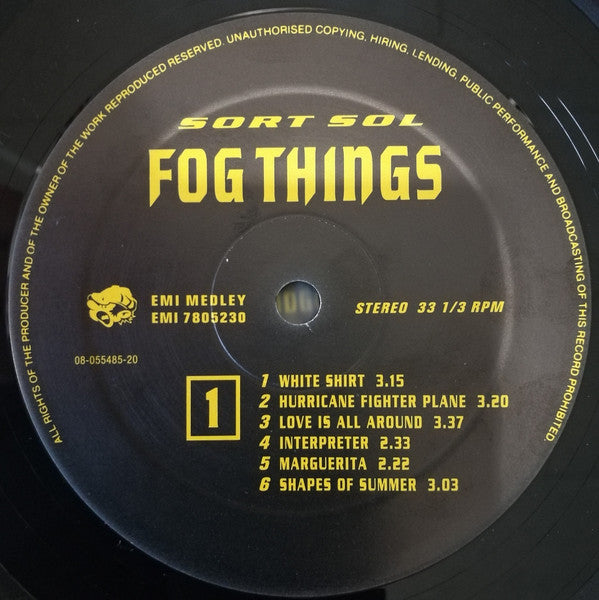 ALL RIGHTS OF THE PRODUCER AND OF THE OWNER OF THE WORK REPRODUCED RESERVED. UNAUTHORISED COPYING, HIRING, LENDING, PUBLIC PERFORMANCE AND BROADCASTING OF THIS RECORD PROHIBITED.
SORT SOL
FOG THINGS
EMI MEDLEY
EMI 7805230
STEREO 33 1/3 RPM
08-055485-20
1
1 WHITE SHIRT 3.15
2 HURRICANE FIGHTER PLANE 3.20
3 LOVE IS ALL AROUND 3.37
4 INTERPRETER 2.33
5 MARGUERITA 2.22
6 SHAPES OF SUMMER 3.03